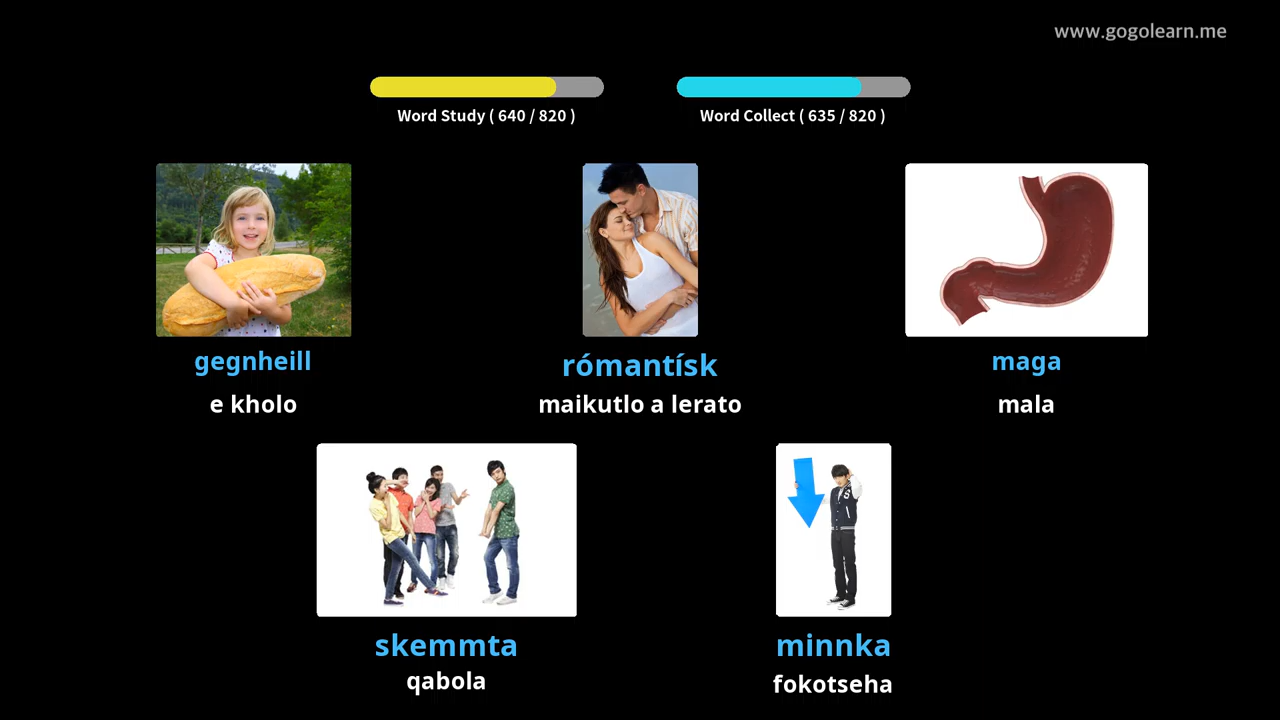 www.gogolearn.me
Word Study ( 640 / 820 )
Word Collect ( 635 / 820 )
gegnheill
rómantísk
maga
e kholo
maikutlo a lerato
mala
S
skemmta
minnka
qabola
fokotseha